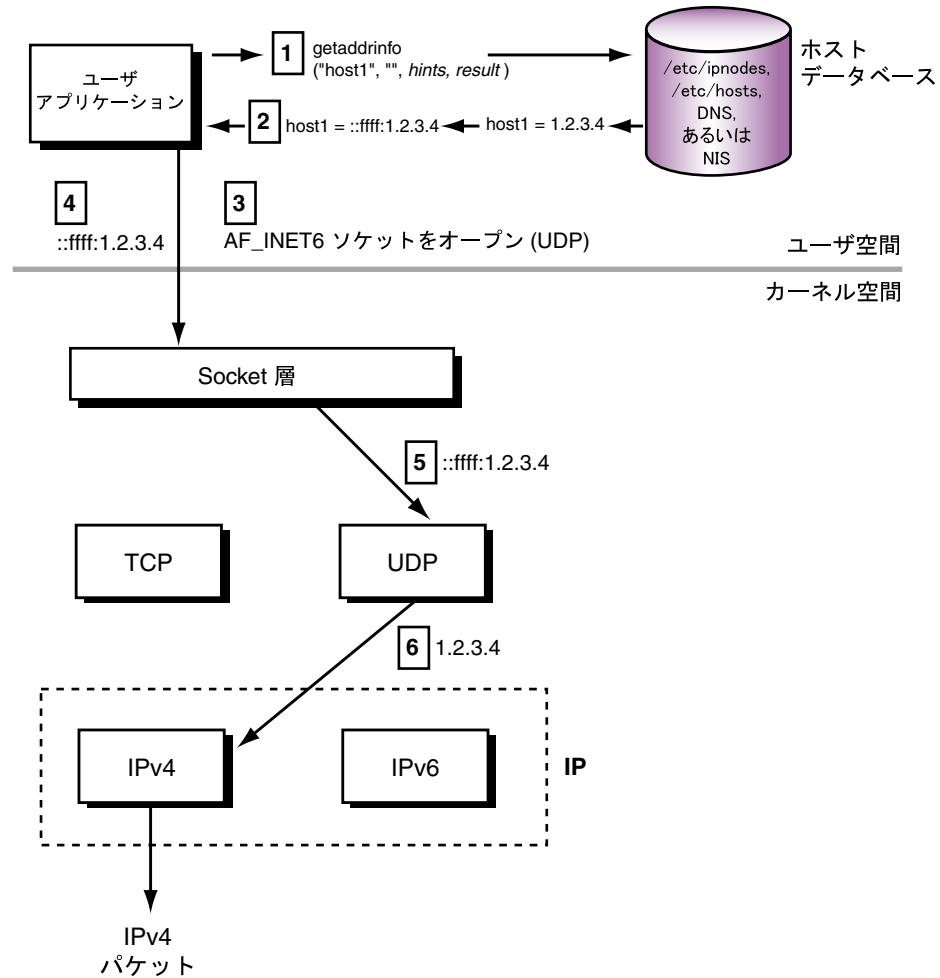 ユーザ
アプリケーション
1
getaddrinfo
("host1", "", hints, result )
ホスト
データベース
/etc/ipnodes,
/etc/hosts,
DNS,
あるいは
NIS
2
host1 = ::ffff:1.2.3.4
host1 = 1.2.3.4
4
::ffff:1.2.3.4
3
AF_INET6 ソケットをオープン (UDP)
ユーザ空間
カーネル空間
Socket 層
5
::ffff:1.2.3.4
TCP
UDP
6
1.2.3.4
IPv4
IPv6
IP
IPv4
パケット